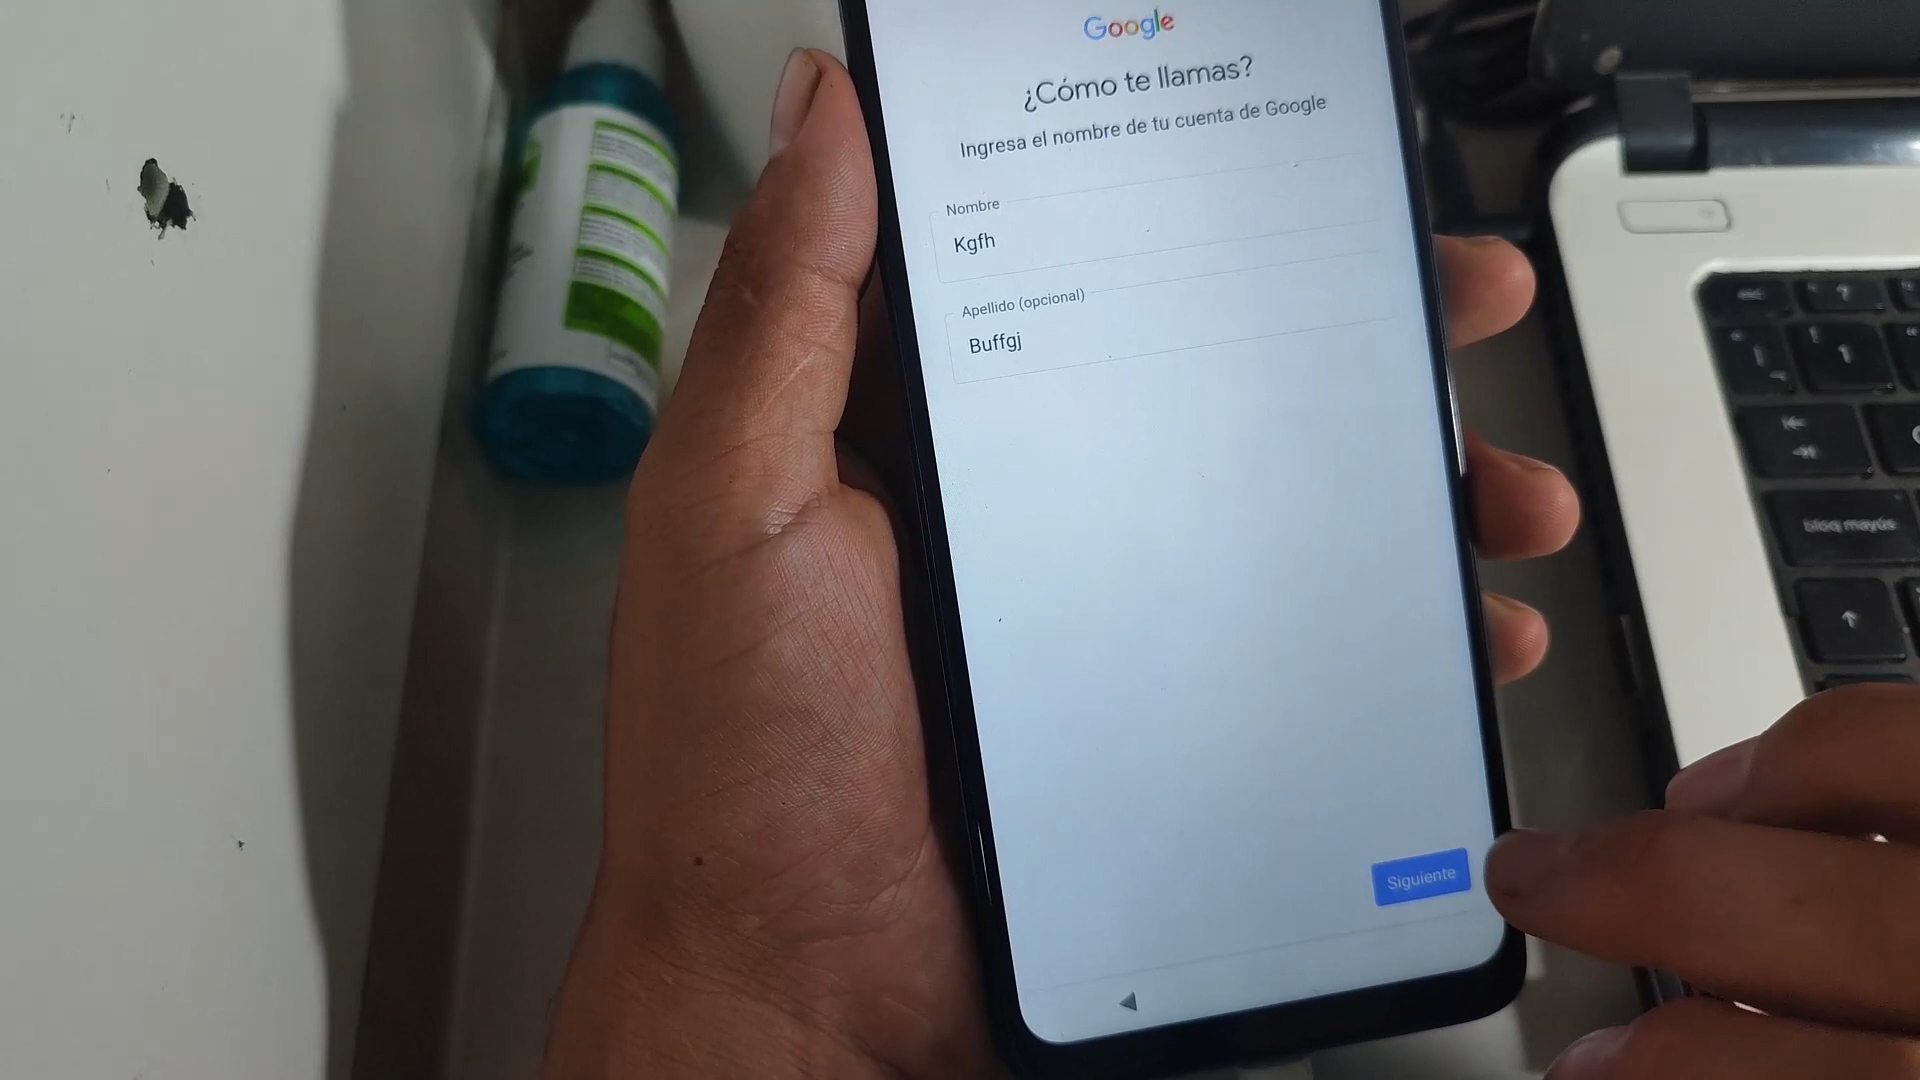 Google
¿Cómo te llamas?
Ingresa el nombre de tu cuenta de Google
Nombre
Kgfh
Apellido (opcional)
Buffgj
Siguiente
esc
bloq mayús